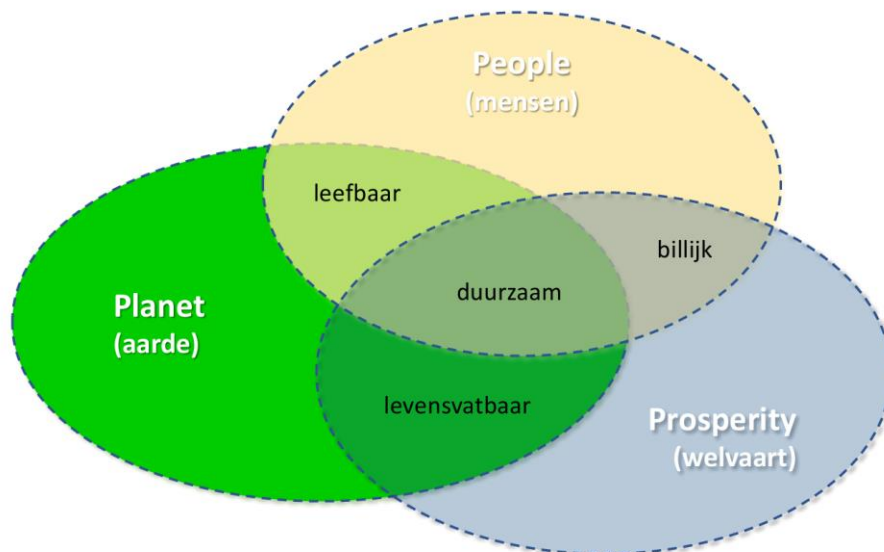 People
(mensen)
leefbaar
billijk
duurzaam
Planet
(aarde)
levensvatbaar
Prosperity
(welvaart)